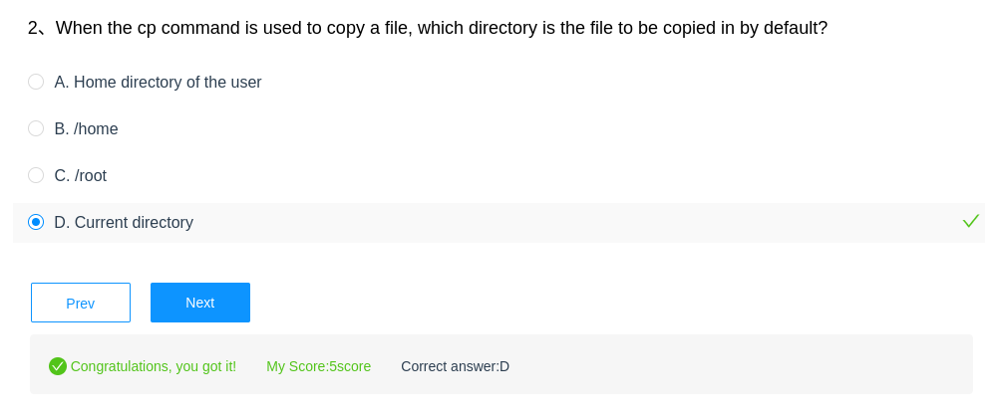 2、When the cp command is used to copy a file, which directory is the file to be copied in by default?
A. Home directory of the user
B. /home
C. /root
D. Current directory
Prev Next
Congratulations, you got it! My Score:5score Correct answer:D